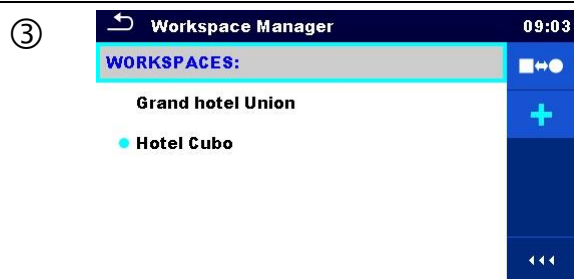 ③
Workspace Manager 09:03
WORKSPACES:
Grand hotel Union
Hotel Cubo